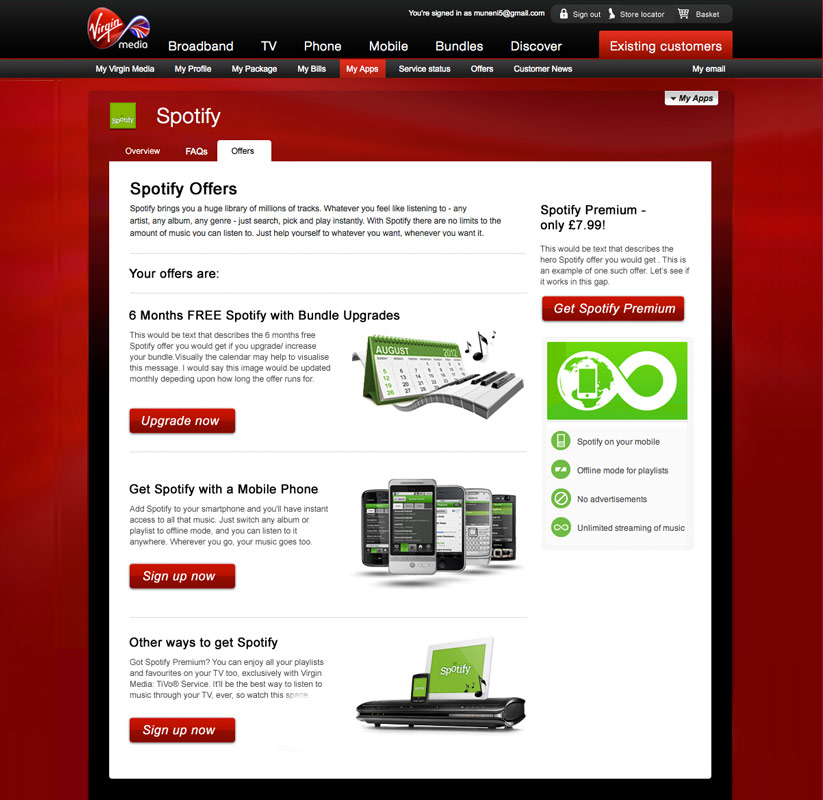 You're signed in as muneni5@gmail.com
Sign out
Store locator
Basket
Virgin
media
Broadband
TV
Phone
Mobile
Bundles
Discover
Existing customers
My Virgin Media
My Profile
My Package
My Bills
My Apps
Service status
Offers
Customer News
My email
My Apps
Spotify
Spotify
Overview
FAQs
Offers
Spotify Offers
Spotify brings you a huge library of millions of tracks. Whatever you feel like listening to - any
artist, any album, any genre - just search, pick and play instantly. With Spotify there are no limits to the
amount of music you can listen to. Just help yourself to whatever you want, whenever you want it.
Your offers are:
6 Months FREE Spotify with Bundle Upgrades
This would be text that describes the 6 months free
Spotify offer you would get if you upgrade/ increase
your bundle.Visually the calendar may help to visualise
this message. I would say this image would be updated
monthly depeding upon how long the offer runs for.
AUGUST 2012
Upgrade now
Get Spotify with a Mobile Phone
Add Spotify to your smartphone and you'll have instant
access to all that music. Just switch any album or
playlist to offline mode, and you can listen to it
anywhere. Wherever you go, your music goes too.
Sign up now
Other ways to get Spotify
Got Spotify Premium? You can enjoy all your playlists
and favourites on your TV too, exclusively with Virgin
Media: TiVo® Service. It'll be the best way to listen to
music through your TV, ever, so watch this space.
Spotify
Sign up now
Spotify Premium -
only £7.99!
This would be text that describes the
hero Spotify offer you would get . This is
an example of one such offer. Let's see if
it works in this gap.
Get Spotify Premium
Spotify on your mobile
Offline mode for playlists
No advertisements
Unlimited streaming of music